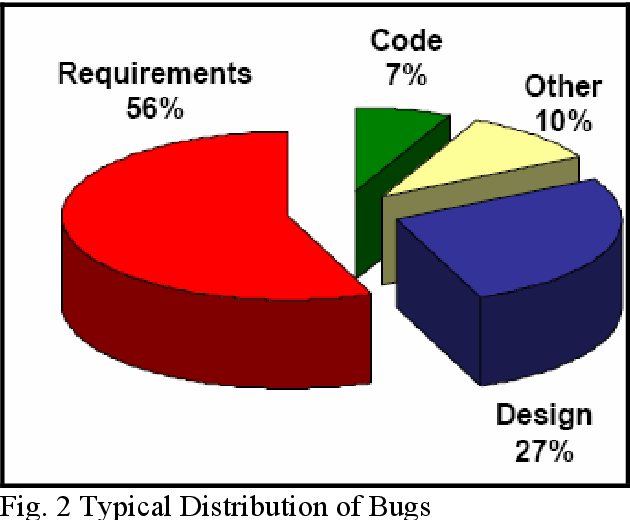 Code
7%
Requirements
56%
Other
10%
Design
27%
Fig. 2 Typical Distribution of Bugs